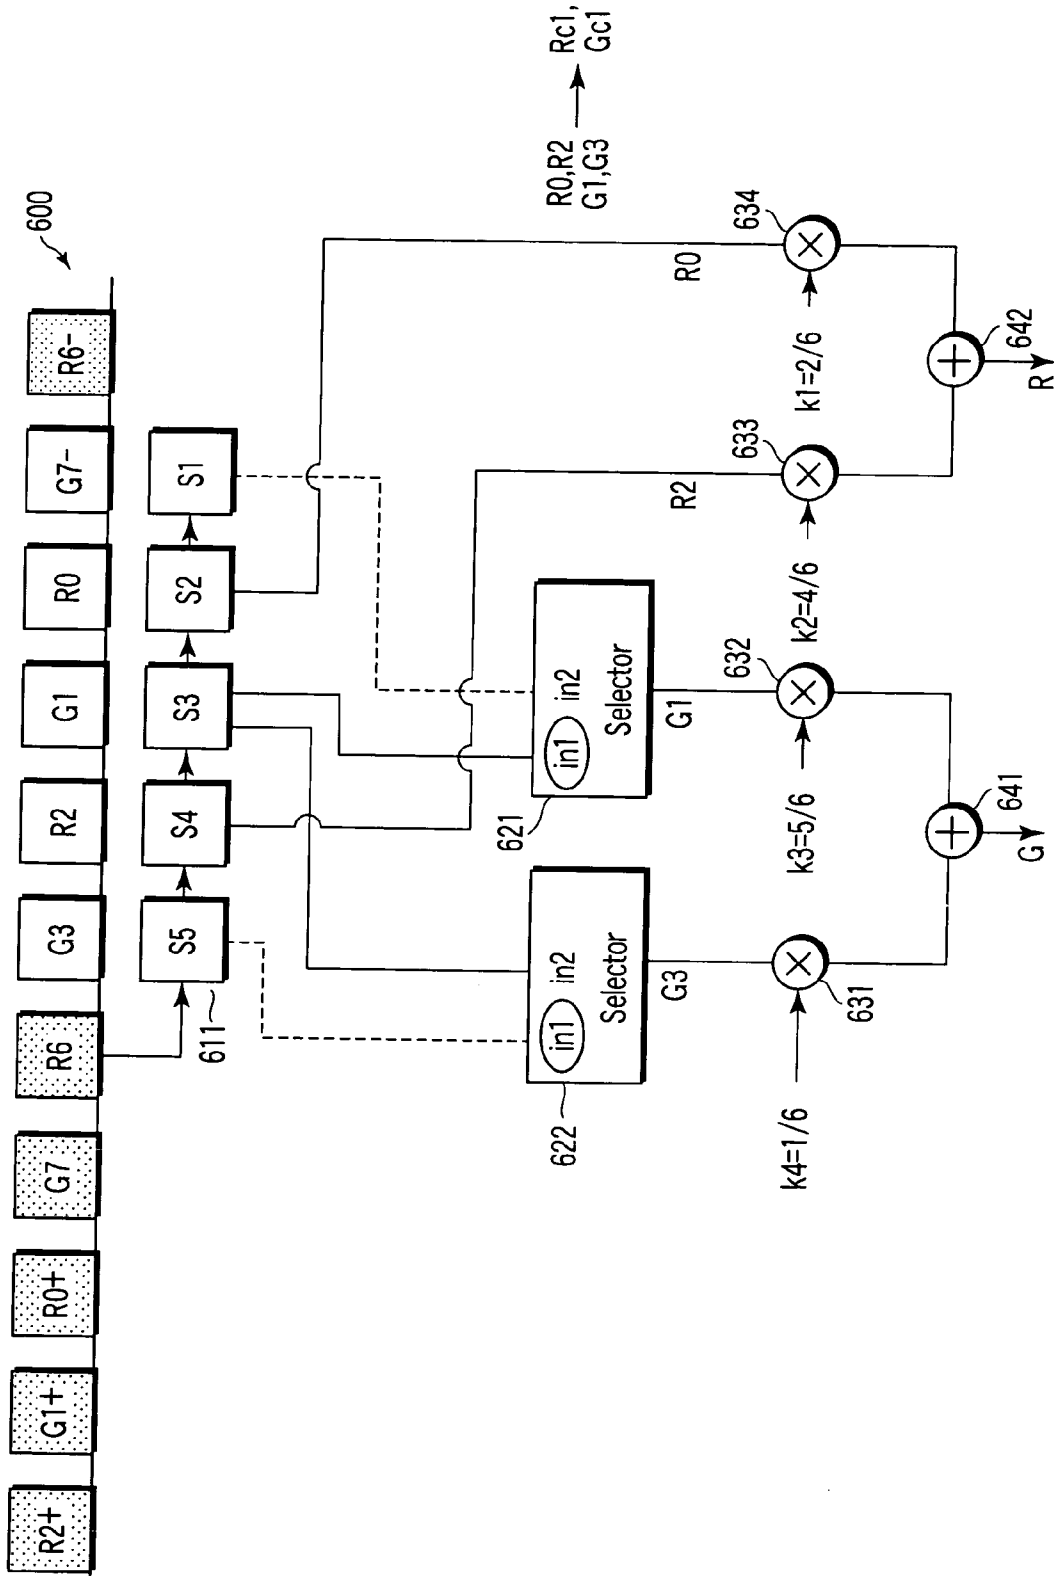 600
R2+ G1+ R0+ G7 R6 G3 R2 G1 R0 G7- R6-
S5 S4 S3 S2 S1
611
622
in1 in2
Selector
621
in1 in2
Selector
R0,R2
G1,G3
Rc1,
Gc1
G3 G1 R2 R0
k4=1/6 631
k3=5/6 632
k2=4/6 633
k1=2/6 634
641
642
G
R